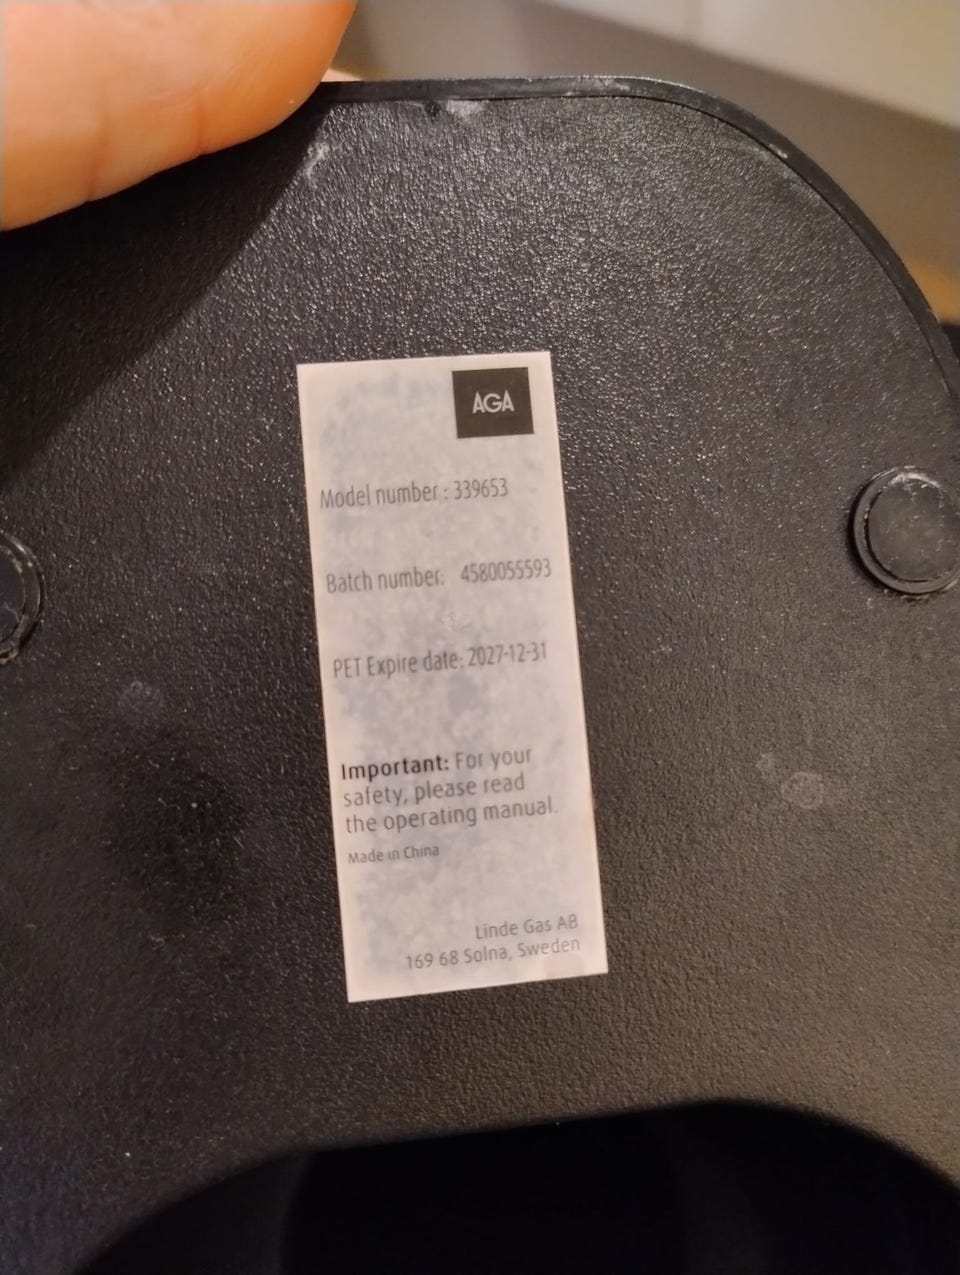 AGA
Model number : 339653
Batch number: 4580055593
PET Expire date: 2027-12-31
Important: For your
safety, please read
the operating manual.
Made in China
Linde Gas AB
169 68 Solna, Sweden